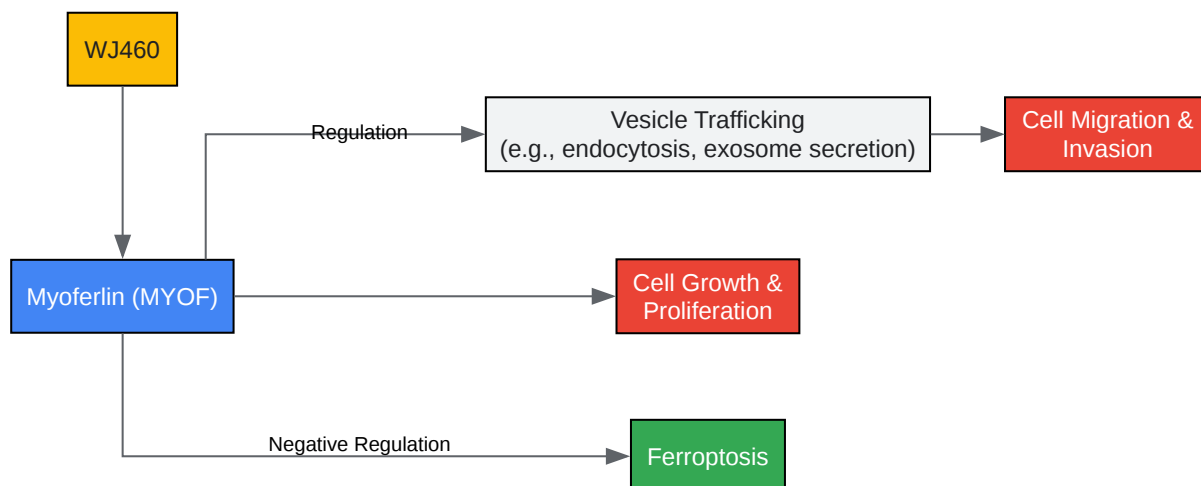 WJ460
Regulation
Vesicle Trafficking
(e.g., endocytosis, exosome secretion)
Cell Migration &
Invasion
Myoferlin (MYOF)
Cell Growth &
Proliferation
Negative Regulation
Ferroptosis